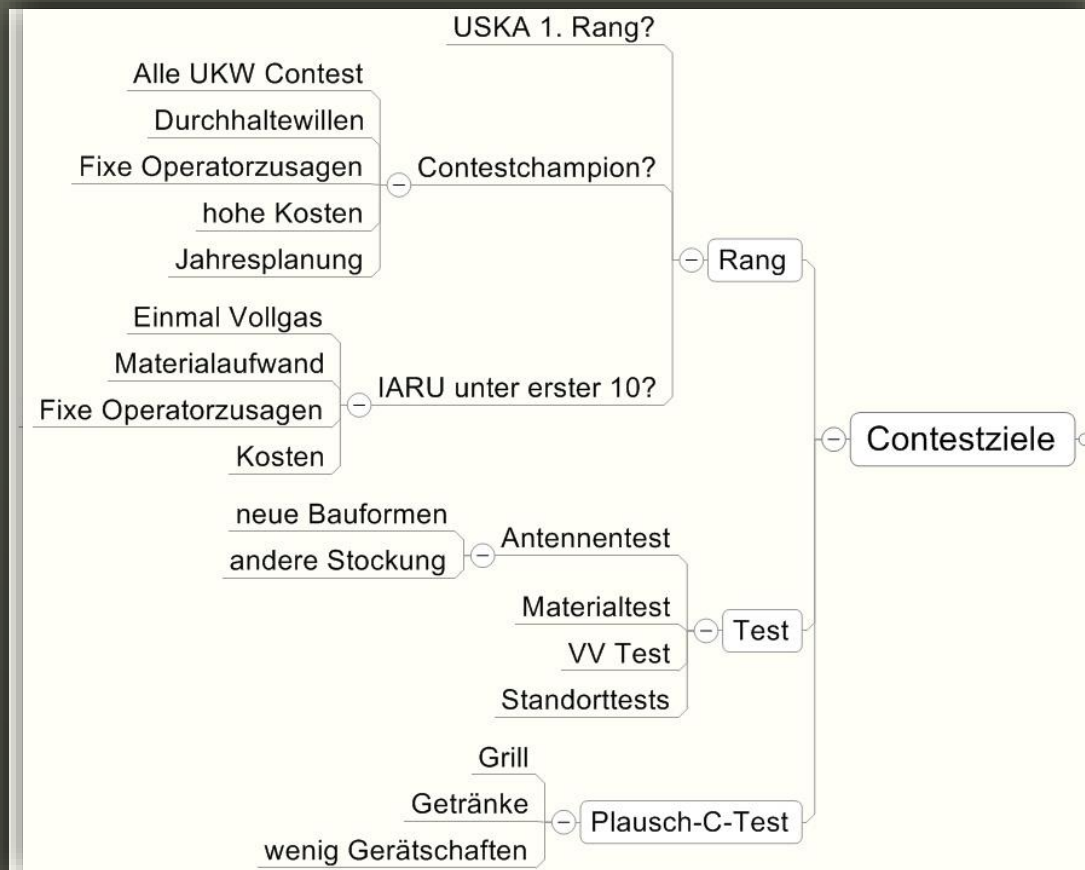 USKA 1. Rang?
Alle UKW Contest
Durchhaltewillen
Fixe Operatorzusagen
Contestchampion?
hohe Kosten
Jahresplanung
Rang
Einmal Vollgas
Materialaufwand
IARU unter erster 10?
Fixe Operatorzusagen
Kosten
Contestziele
neue Bauformen
andere Stockung
Antennentest
Materialtest
VV Test
Standorttests
Test
Grill
Getränke
wenig Gerätschaften
Plausch-C-Test